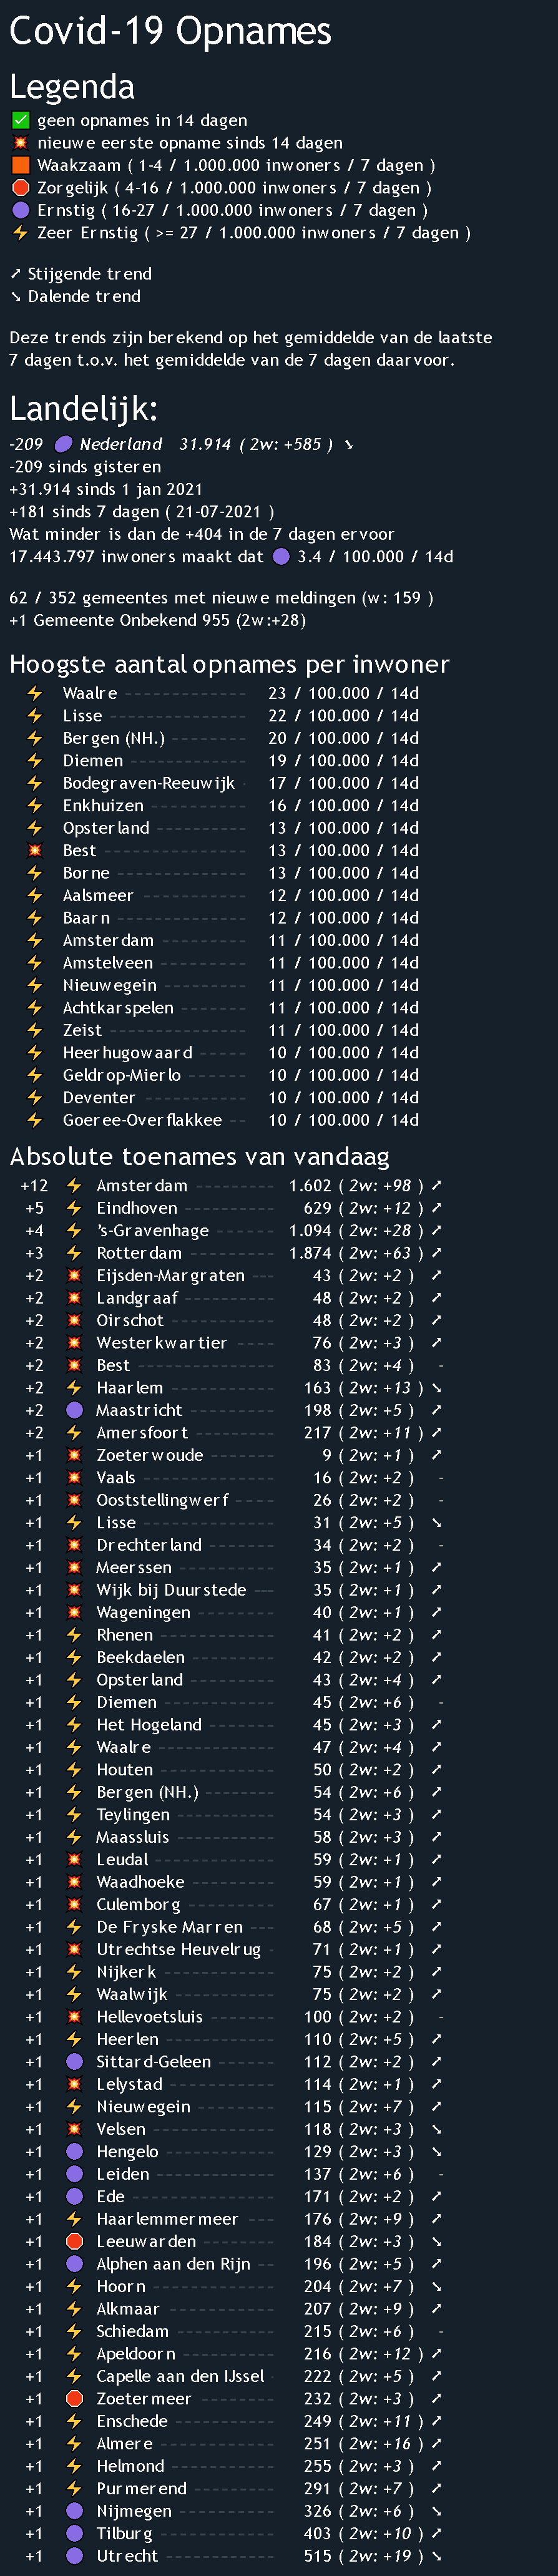 Covid-19 Opnames
Legenda
✅ geen opnames in 14 dagen
💥 nieuwe eerste opname sinds 14 dagen
🟧 Waakzaam ( 1-4 / 1.000.000 inwoners / 7 dagen )
🛑 Zorgelijk ( 4-16 / 1.000.000 inwoners / 7 dagen )
🟣 Ernstig ( 16-27 / 1.000.000 inwoners / 7 dagen )
⚡ Zeer Ernstig ( >= 27 / 1.000.000 inwoners / 7 dagen )
➚ Stijgende trend
➘ Dalende trend
Deze trends zijn berekend op het gemiddelde van de laatste
7 dagen t.o.v. het gemiddelde van de 7 dagen daarvoor.
Landelijk:
-209 🟣 Nederland 31.914 ( 2w: +585 ) ➘
-209 sinds gisteren
+31.914 sinds 1 jan 2021
+181 sinds 7 dagen ( 21-07-2021 )
Wat minder is dan de +404 in de 7 dagen ervoor
17.443.797 inwoners maakt dat 🟣 3.4 / 100.000 / 14d
62 / 352 gemeentes met nieuwe meldingen (w: 159 )
+1 Gemeente Onbekend 955 (2w:+28)
Hoogste aantal opnames per inwoner
⚡ Waalre 23 / 100.000 / 14d
⚡ Lisse 22 / 100.000 / 14d
⚡ Bergen (NH.) 20 / 100.000 / 14d
⚡ Diemen 19 / 100.000 / 14d
⚡ Bodegraven-Reeuwijk 17 / 100.000 / 14d
⚡ Enkhuizen 16 / 100.000 / 14d
⚡ Opsterland 13 / 100.000 / 14d
💥 Best 13 / 100.000 / 14d
⚡ Borne 13 / 100.000 / 14d
⚡ Aalsmeer 12 / 100.000 / 14d
⚡ Baarn 12 / 100.000 / 14d
⚡ Amsterdam 11 / 100.000 / 14d
⚡ Amstelveen 11 / 100.000 / 14d
⚡ Nieuwegein 11 / 100.000 / 14d
⚡ Achtkarspelen 11 / 100.000 / 14d
⚡ Zeist 11 / 100.000 / 14d
⚡ Heerhugowaard 10 / 100.000 / 14d
⚡ Geldrop-Mierlo 10 / 100.000 / 14d
⚡ Deventer 10 / 100.000 / 14d
⚡ Goeree-Overflakkee 10 / 100.000 / 14d
Absolute toenames van vandaag
+12 ⚡ Amsterdam 1.602 ( 2w: +98 ) ➚
+5 ⚡ Eindhoven 629 ( 2w: +12 ) ➚
+4 ⚡ 's-Gravenhage 1.094 ( 2w: +28 ) ➚
+3 ⚡ Rotterdam 1.874 ( 2w: +63 ) ➚
+2 💥 Eijsden-Margraten 43 ( 2w: +2 ) ➚
+2 💥 Landgraaf 48 ( 2w: +2 ) ➚
+2 💥 Oirschot 48 ( 2w: +2 ) ➚
+2 💥 Westerkwartier 76 ( 2w: +3 ) ➚
+2 💥 Best 83 ( 2w: +4 ) -
+2 ⚡ Haarlem 163 ( 2w: +13 ) ➘
+2 🟣 Maastricht 198 ( 2w: +5 ) ➚
+2 ⚡ Amersfoort 217 ( 2w: +11 ) ➚
+1 💥 Zoeterwoude 9 ( 2w: +1 ) ➚
+1 💥 Vaals 16 ( 2w: +2 ) -
+1 💥 Ooststellingwerf 26 ( 2w: +2 ) -
+1 ⚡ Lisse 31 ( 2w: +5 ) ➘
+1 💥 Drechterland 34 ( 2w: +2 ) -
+1 💥 Meerssen 35 ( 2w: +1 ) ➚
+1 💥 Wijk bij Duurstede 35 ( 2w: +1 ) ➚
+1 💥 Wageningen 40 ( 2w: +1 ) ➚
+1 ⚡ Rhenen 41 ( 2w: +2 ) ➚
+1 ⚡ Beekdaelen 42 ( 2w: +2 ) ➚
+1 ⚡ Opsterland 43 ( 2w: +4 ) ➚
+1 ⚡ Diemen 45 ( 2w: +6 ) -
+1 ⚡ Het Hogeland 45 ( 2w: +3 ) ➚
+1 ⚡ Waalre 47 ( 2w: +4 ) ➚
+1 ⚡ Houten 50 ( 2w: +2 ) ➚
+1 ⚡ Bergen (NH.) 54 ( 2w: +6 ) ➚
+1 ⚡ Teylingen 54 ( 2w: +3 ) ➚
+1 ⚡ Maassluis 58 ( 2w: +3 ) ➚
+1 💥 Leudal 59 ( 2w: +1 ) ➚
+1 💥 Waadhoeke 59 ( 2w: +1 ) ➚
+1 💥 Culemborg 67 ( 2w: +1 ) ➚
+1 ⚡ De Fryske Marren 68 ( 2w: +5 ) ➚
+1 💥 Utrechtse Heuvelrug 71 ( 2w: +1 ) ➚
+1 ⚡ Nijkerk 75 ( 2w: +2 ) ➚
+1 ⚡ Waalwijk 75 ( 2w: +2 ) ➚
+1 💥 Hellevoetsluis 100 ( 2w: +2 ) -
+1 ⚡ Heerlen 110 ( 2w: +5 ) ➚
+1 🟣 Sittard-Geleen 112 ( 2w: +2 ) ➚
+1 💥 Lelystad 114 ( 2w: +1 ) ➚
+1 ⚡ Nieuwegein 115 ( 2w: +7 ) ➚
+1 💥 Velsen 118 ( 2w: +3 ) ➘
+1 🟣 Hengelo 129 ( 2w: +3 ) ➘
+1 🟣 Leiden 137 ( 2w: +6 ) -
+1 🟣 Ede 171 ( 2w: +2 ) ➚
+1 ⚡ Haarlemmermeer 176 ( 2w: +9 ) ➚
+1 🛑 Leeuwarden 184 ( 2w: +3 ) ➘
+1 🟣 Alphen aan den Rijn 196 ( 2w: +5 ) ➚
+1 ⚡ Hoorn 204 ( 2w: +7 ) ➘
+1 ⚡ Alkmaar 207 ( 2w: +9 ) ➚
+1 ⚡ Schiedam 215 ( 2w: +6 ) -
+1 ⚡ Apeldoorn 216 ( 2w: +12 ) ➚
+1 ⚡ Capelle aan den IJssel 222 ( 2w: +5 ) ➚
+1 🛑 Zoetermeer 232 ( 2w: +3 ) ➚
+1 ⚡ Enschede 249 ( 2w: +11 ) ➚
+1 ⚡ Almere 251 ( 2w: +16 ) ➚
+1 ⚡ Helmond 255 ( 2w: +3 ) ➚
+1 ⚡ Purmerend 291 ( 2w: +7 ) ➚
+1 🟣 Nijmegen 326 ( 2w: +6 ) ➘
+1 🟣 Tilburg 403 ( 2w: +10 ) ➚
+1 🟣 Utrecht 515 ( 2w: +19 ) ➘